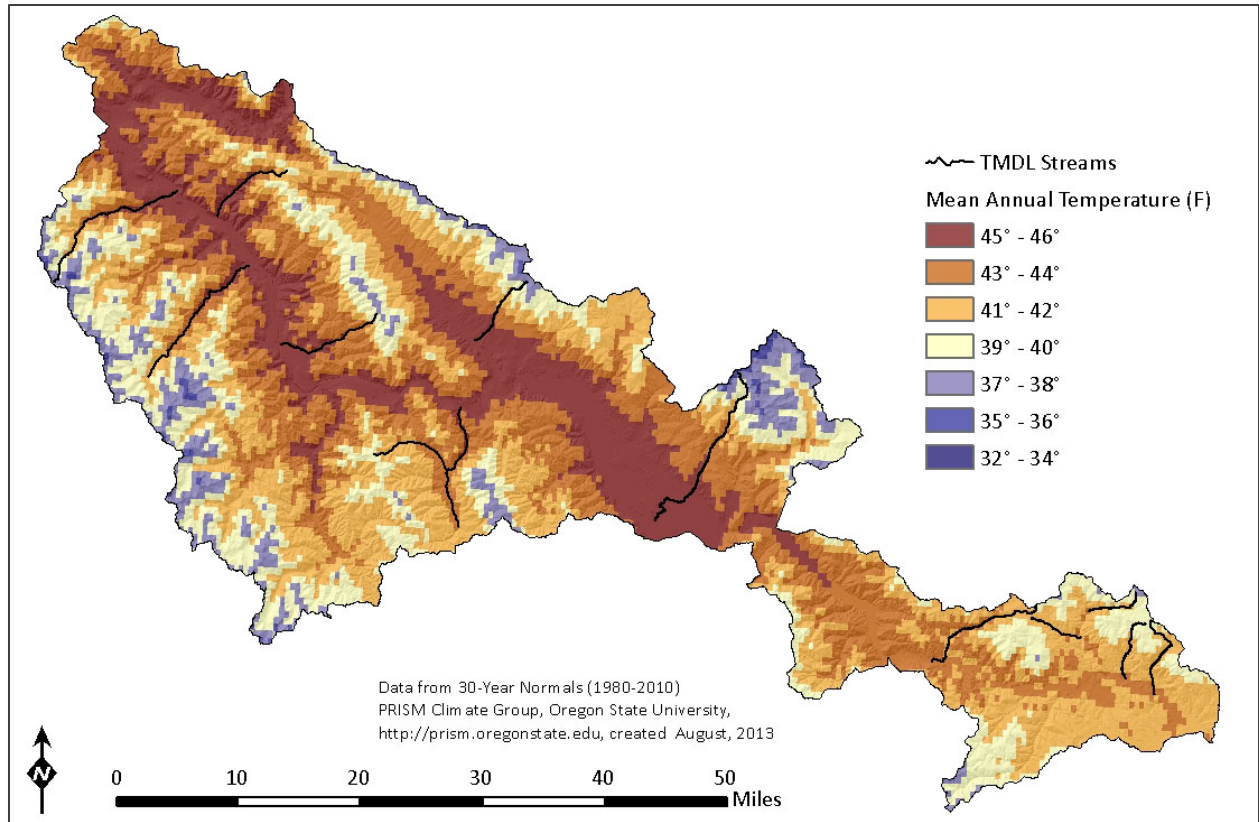 TMDL Streams
Mean Annual Temperature (F)
45° - 46°
43° - 44°
41° - 42°
39° - 40°
37° - 38°
35° - 36°
32° - 34°
Data from 30-Year Normals (1980-2010)
PRISM Climate Group, Oregon State University,
http://prism.oregonstate.edu, created August, 2013
N
0 10 20 30 40 50
Miles